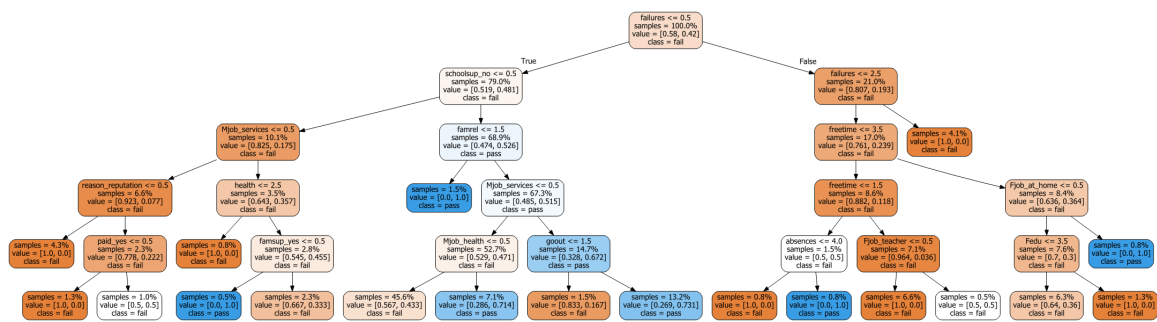 failures <= 0.5
samples = 100.0%
value = [0.58, 0.42]
class = fail
True
False
schoolsup_no <= 0.5
samples = 79.0%
value = [0.519, 0.481]
class = fail
failures <= 2.5
samples = 21.0%
value = [0.807, 0.193]
class = fail
Mjob_services <= 0.5
samples = 10.1%
value = [0.825, 0.175]
class = fail
famrel <= 1.5
samples = 68.9%
value = [0.474, 0.526]
class = pass
freetime <= 3.5
samples = 17.0%
value = [0.761, 0.239]
class = fail
samples = 4.1%
value = [1.0, 0.0]
class = fail
reason_reputation <= 0.5
samples = 6.6%
value = [0.923, 0.077]
class = fail
health <= 2.5
samples = 3.5%
value = [0.643, 0.357]
class = fail
samples = 1.5%
value = [0.0, 1.0]
class = pass
Mjob_services <= 0.5
samples = 67.3%
value = [0.485, 0.515]
class = pass
freetime <= 1.5
samples = 8.6%
value = [0.882, 0.118]
class = fail
Fjob_at_home <= 0.5
samples = 8.4%
value = [0.636, 0.364]
class = fail
samples = 4.3%
value = [1.0, 0.0]
class = fail
paid_yes <= 0.5
samples = 2.3%
value = [0.778, 0.222]
class = fail
samples = 0.8%
value = [1.0, 0.0]
class = fail
famsup_yes <= 0.5
samples = 2.8%
value = [0.545, 0.455]
class = fail
Mjob_health <= 0.5
samples = 52.7%
value = [0.529, 0.471]
class = fail
goout <= 1.5
samples = 14.7%
value = [0.328, 0.672]
class = pass
absences <= 4.0
samples = 1.5%
value = [0.5, 0.5]
class = fail
Fjob_teacher <= 0.5
samples = 7.1%
value = [0.964, 0.036]
class = fail
Fedu <= 3.5
samples = 7.6%
value = [0.7, 0.3]
class = fail
samples = 0.8%
value = [0.0, 1.0]
class = pass
samples = 1.3%
value = [1.0, 0.0]
class = fail
samples = 1.0%
value = [0.5, 0.5]
class = fail
samples = 0.5%
value = [0.0, 1.0]
class = pass
samples = 2.3%
value = [0.667, 0.333]
class = fail
samples = 45.6%
value = [0.567, 0.433]
class = fail
samples = 7.1%
value = [0.286, 0.714]
class = pass
samples = 1.5%
value = [0.833, 0.167]
class = fail
samples = 13.2%
value = [0.269, 0.731]
class = pass
samples = 0.8%
value = [1.0, 0.0]
class = fail
samples = 0.8%
value = [0.0, 1.0]
class = pass
samples = 6.6%
value = [1.0, 0.0]
class = fail
samples = 0.5%
value = [0.5, 0.5]
class = fail
samples = 6.3%
value = [0.64, 0.36]
class = fail
samples = 1.3%
value = [1.0, 0.0]
class = fail